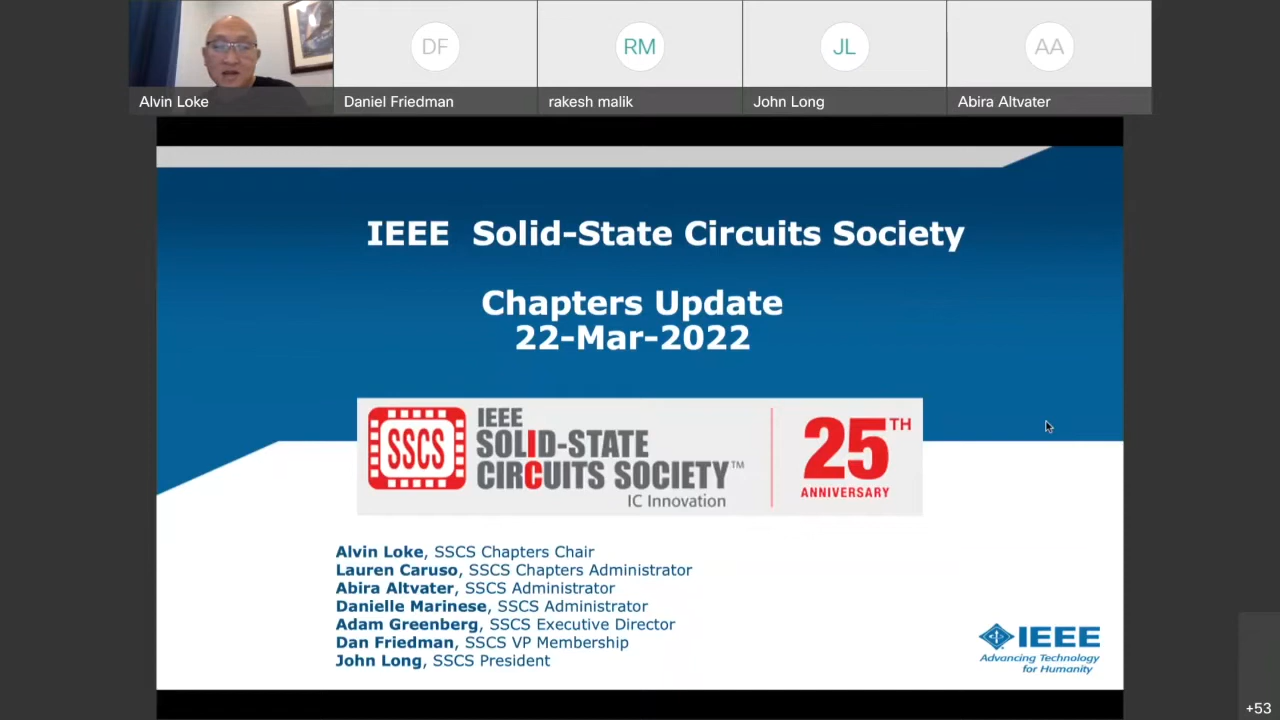 DF
RM
JL
AA
Alvin Loke
Daniel Friedman
rakesh malik
John Long
Abira Altvater
IEEE  Solid-State Circuits Society
Chapters Update
22-Mar-2022
SSCS
IEEE
SOLID-STATE
CIRCUITS SOCIETY™
IC Innovation
25TH
ANNIVERSARY
Alvin Loke, SSCS Chapters Chair
Lauren Caruso, SSCS Chapters Administrator
Abira Altvater, SSCS Administrator
Danielle Marinese, SSCS Administrator
Adam Greenberg, SSCS Executive Director
Dan Friedman, SSCS VP Membership
John Long, SSCS President
IEEE
Advancing Technology
for Humanity
+53